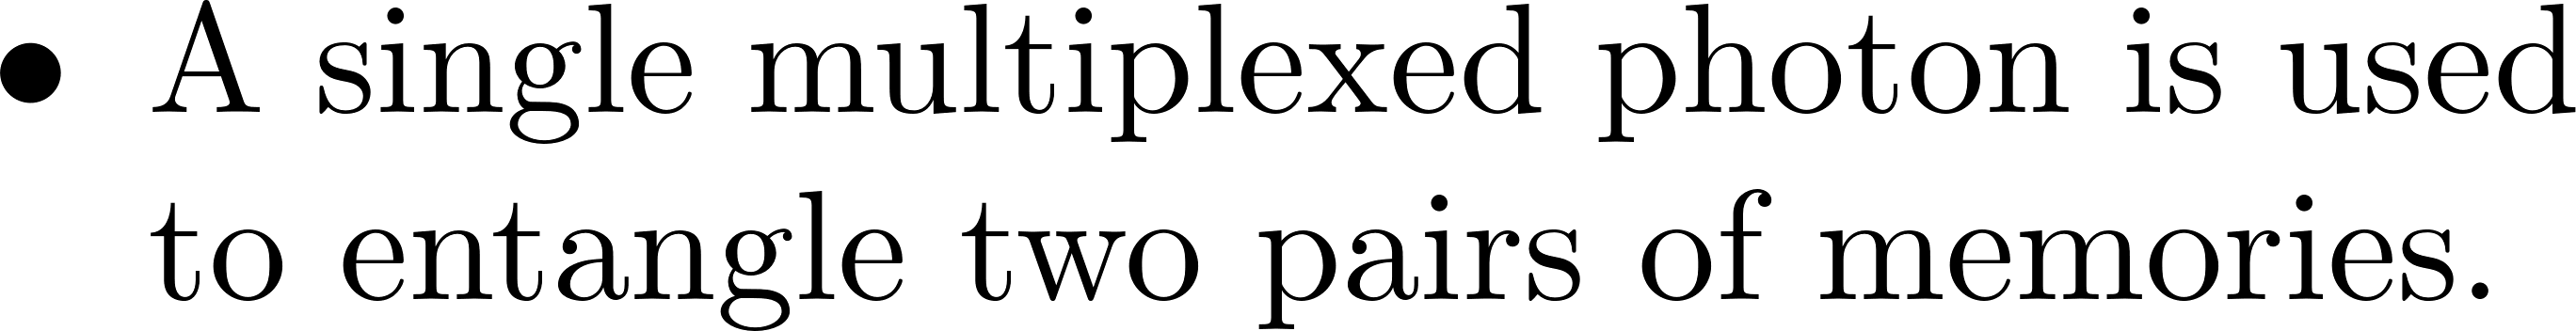 • A single multiplexed photon is used
to entangle two pairs of memories.